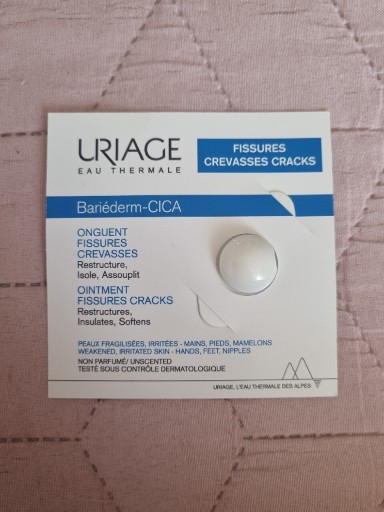 URIAGE
EAU THERMALE
FISSURES
CREVASSES CRACKS
Bariéderm-CICA
ONGUENT
FISSURES
CREVASSES
Restructure,
Isole, Assouplit
OINTMENT
FISSURES CRACKS
Restructures,
Insulates, Softens
PEAUX FRAGILISÉES, IRRITÉES - MAINS, PIEDS, MAMELONS
WEAKENED, IRRITATED SKIN - HANDS, FEET, NIPPLES
NON PARFUMÉ/ UNSCENTED
TESTÉ SOUS CONTRÔLE DERMATOLOGIQUE
URIAGE, L'EAU THERMALE DES ALPES